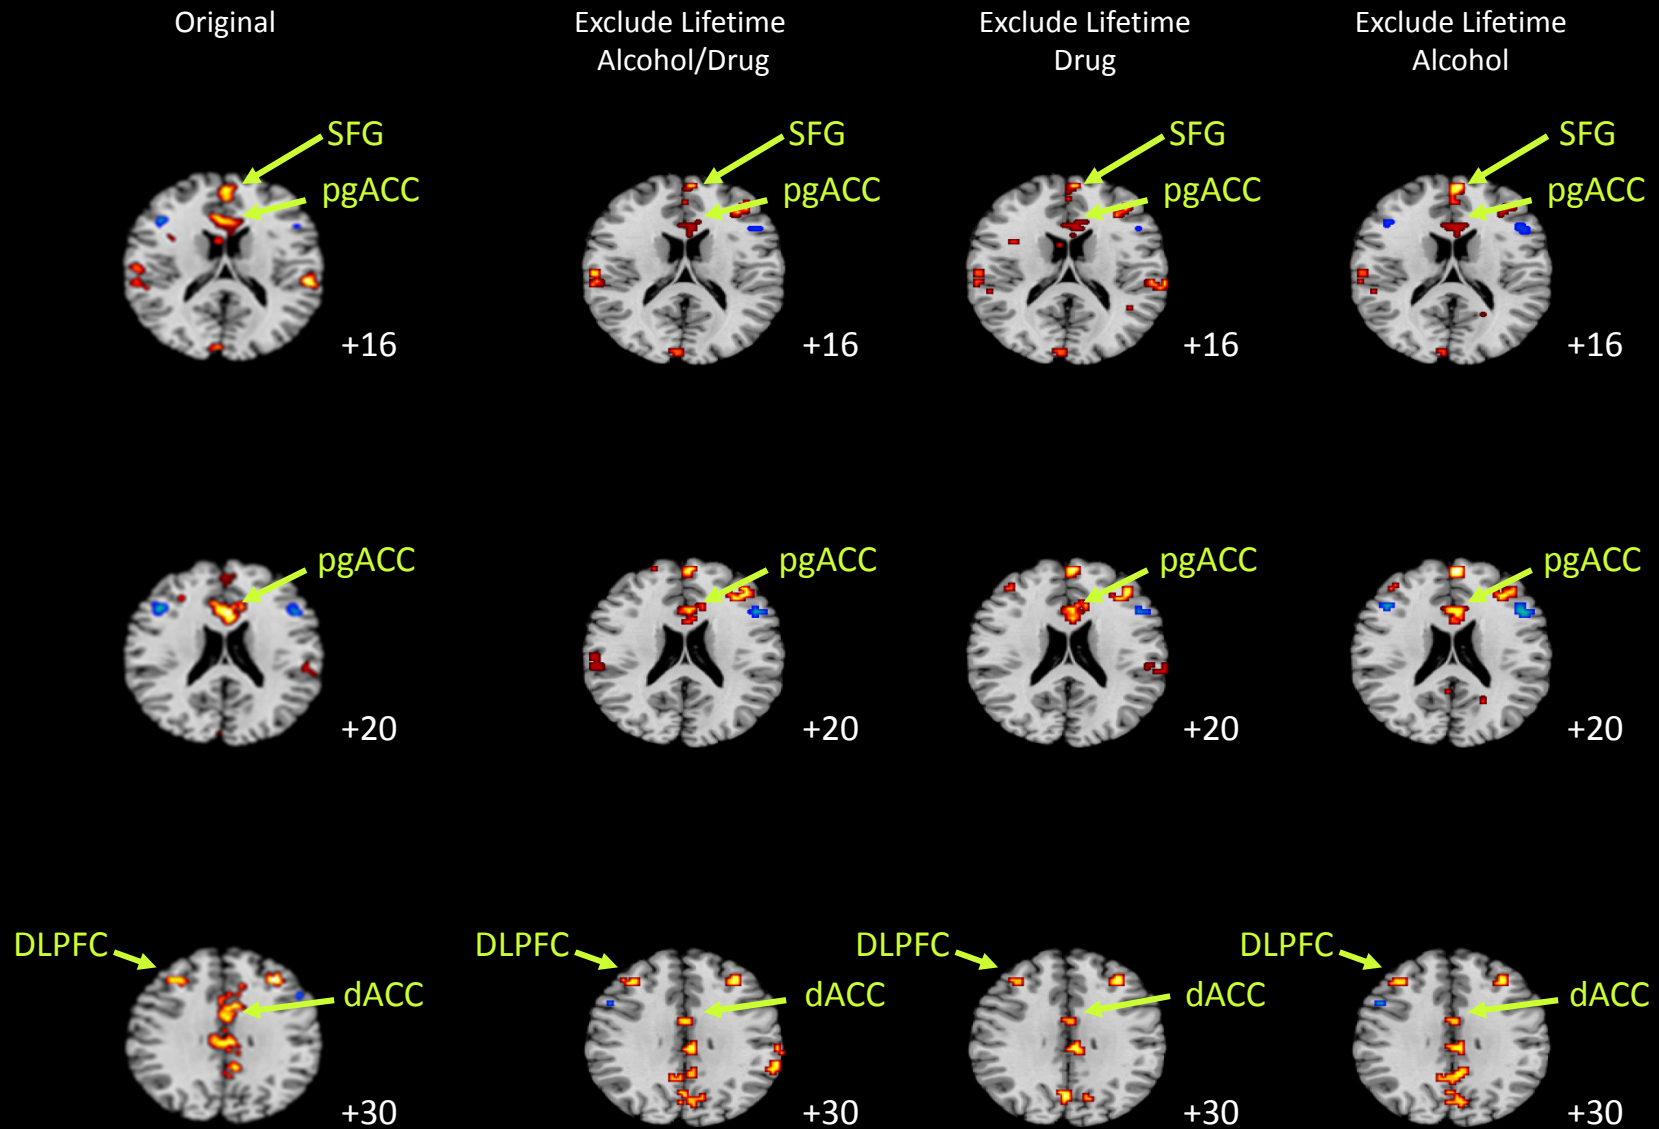 Original
Exclude Lifetime
Alcohol/Drug
Exclude Lifetime
Drug
Exclude Lifetime
Alcohol
SFG
pgACC
+16
SFG
pgACC
+16
SFG
pgACC
+16
SFG
pgACC
+16
pgACC
+20
pgACC
+20
pgACC
+20
pgACC
+20
DLPFC
dACC
+30
DLPFC
dACC
+30
DLPFC
dACC
+30
DLPFC
dACC
+30